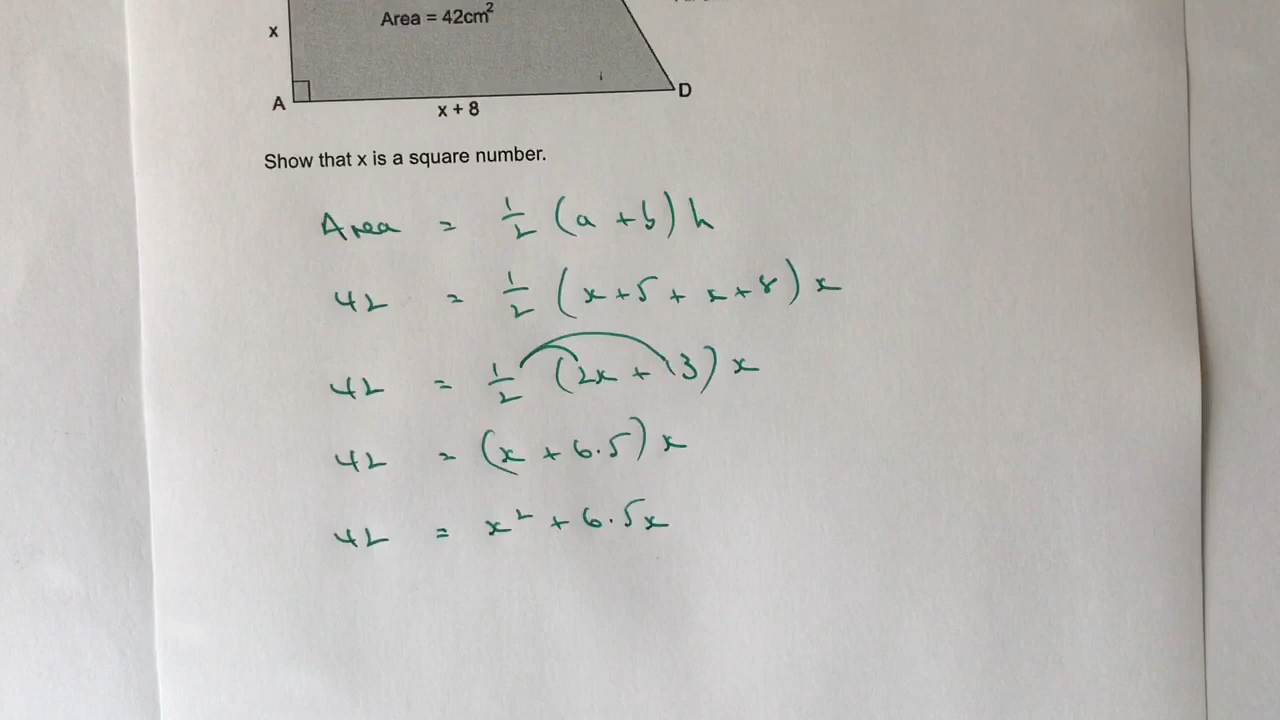 Area = 42cm²
x
A
D
x + 8
Show that x is a square number.
Area = 1/2 (a + b) h
42 = 1/2 (x + 5 + x + 8) x
42 = 1/2 (2x + 13) x
42 = (x + 6.5) x
42 = x² + 6.5x